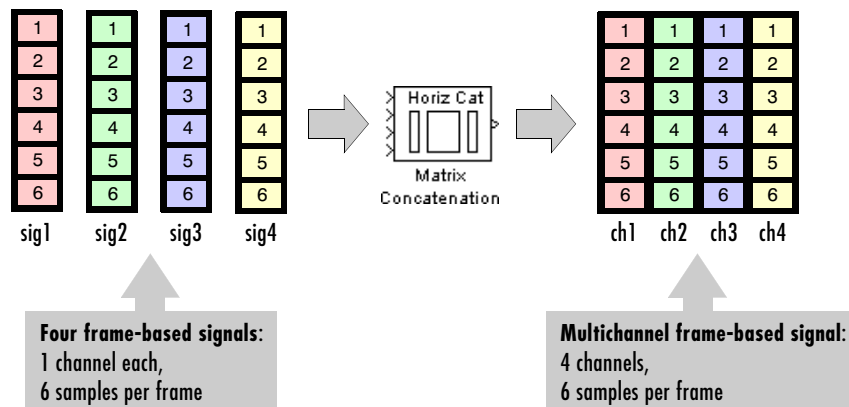 1 1 1 1
2 2 2 2
3 3 3 3
4 4 4 4
5 5 5 5
6 6 6 6
sig1 sig2 sig3 sig4
Horiz Cat
Matrix
Concatenation
1 1 1 1
2 2 2 2
3 3 3 3
4 4 4 4
5 5 5 5
6 6 6 6
ch1 ch2 ch3 ch4
Four frame-based signals:
1 channel each,
6 samples per frame
Multichannel frame-based signal:
4 channels,
6 samples per frame